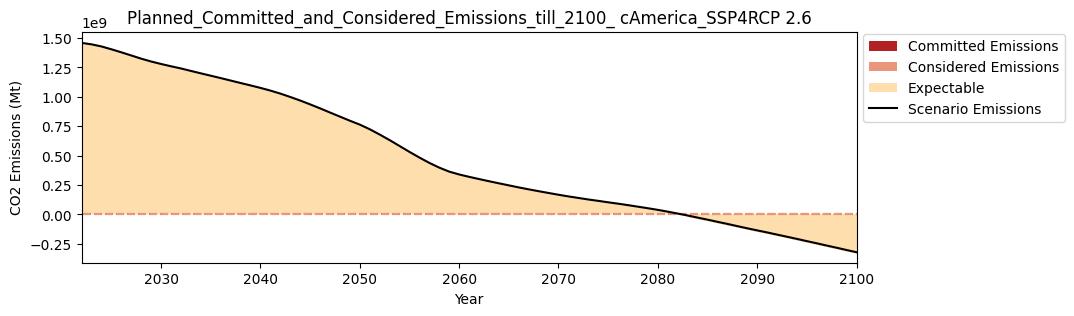 Planned_Committed_and_Considered_Emissions_till_2100_ cAmerica_SSP4RCP 2.6
1e9
1.50
1.25
1.00
0.75
0.50
0.25
0.00
−0.25
CO2 Emissions (Mt)
2030 2040 2050 2060 2070 2080 2090 2100
Year
Committed Emissions
Considered Emissions
Expectable
Scenario Emissions